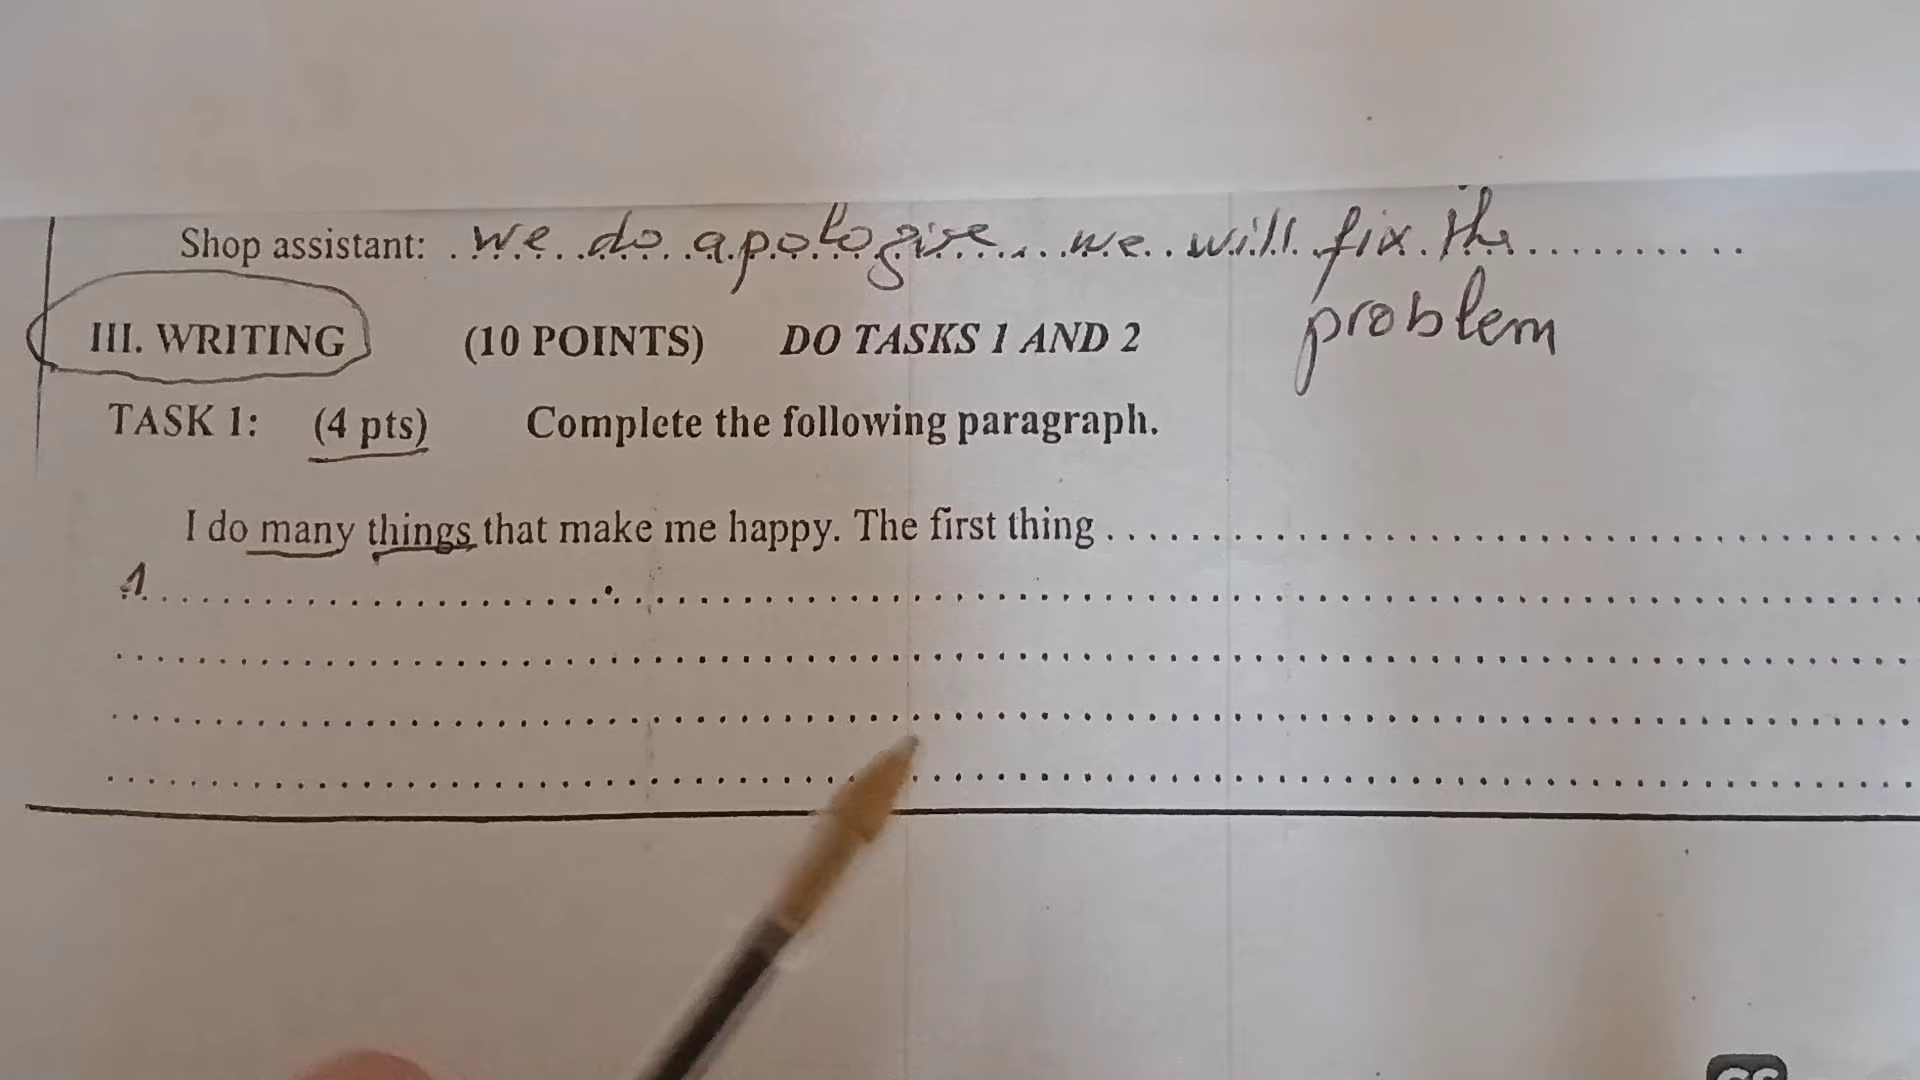 Shop assistant: we do apologise... we will fix the
problem
III. WRITING (10 POINTS) DO TASKS 1 AND 2
TASK 1: (4 pts) Complete the following paragraph.
I do many things that make me happy. The first thing
1